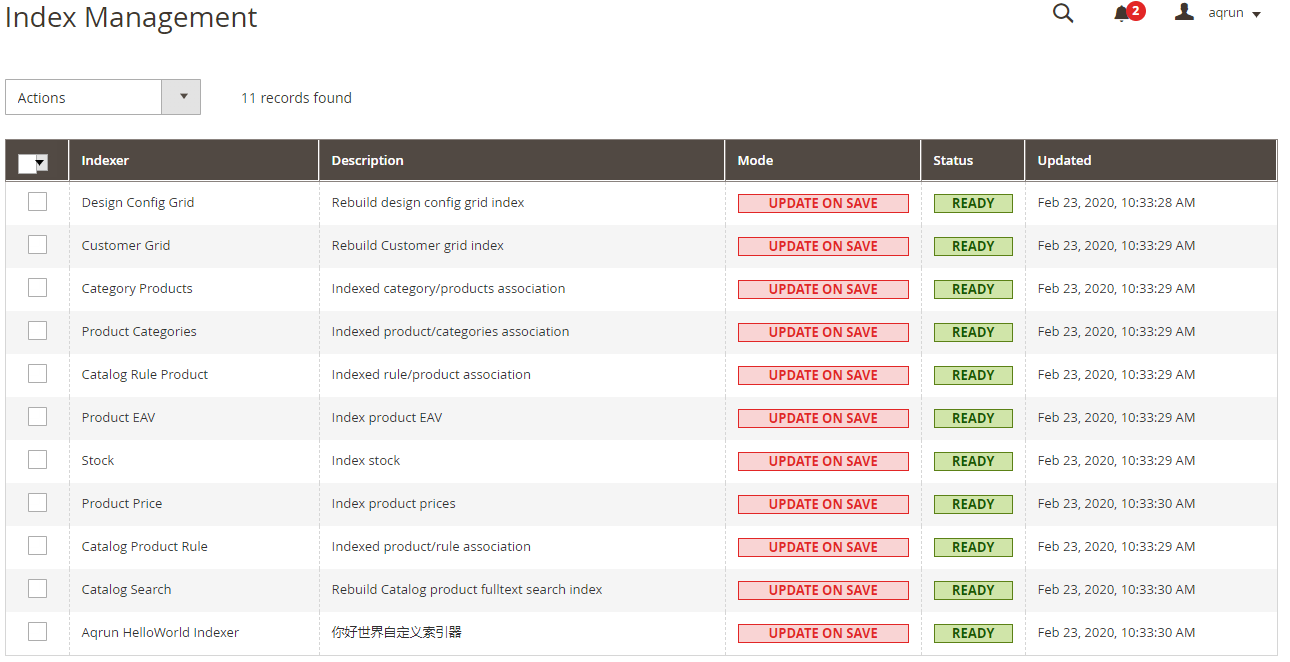 Index Management
2
aqrun
Actions
11 records found
Indexer Description Mode Status Updated
Design Config Grid Rebuild design config grid index UPDATE ON SAVE READY Feb 23, 2020, 10:33:28 AM
Customer Grid Rebuild Customer grid index UPDATE ON SAVE READY Feb 23, 2020, 10:33:29 AM
Category Products Indexed category/products association UPDATE ON SAVE READY Feb 23, 2020, 10:33:29 AM
Product Categories Indexed product/categories association UPDATE ON SAVE READY Feb 23, 2020, 10:33:29 AM
Catalog Rule Product Indexed rule/product association UPDATE ON SAVE READY Feb 23, 2020, 10:33:29 AM
Product EAV Index product EAV UPDATE ON SAVE READY Feb 23, 2020, 10:33:29 AM
Stock Index stock UPDATE ON SAVE READY Feb 23, 2020, 10:33:29 AM
Product Price Index product prices UPDATE ON SAVE READY Feb 23, 2020, 10:33:30 AM
Catalog Product Rule Indexed product/rule association UPDATE ON SAVE READY Feb 23, 2020, 10:33:29 AM
Catalog Search Rebuild Catalog product fulltext search index UPDATE ON SAVE READY Feb 23, 2020, 10:33:30 AM
Aqrun HelloWorld Indexer 你好世界自定义索引器 UPDATE ON SAVE READY Feb 23, 2020, 10:33:30 AM